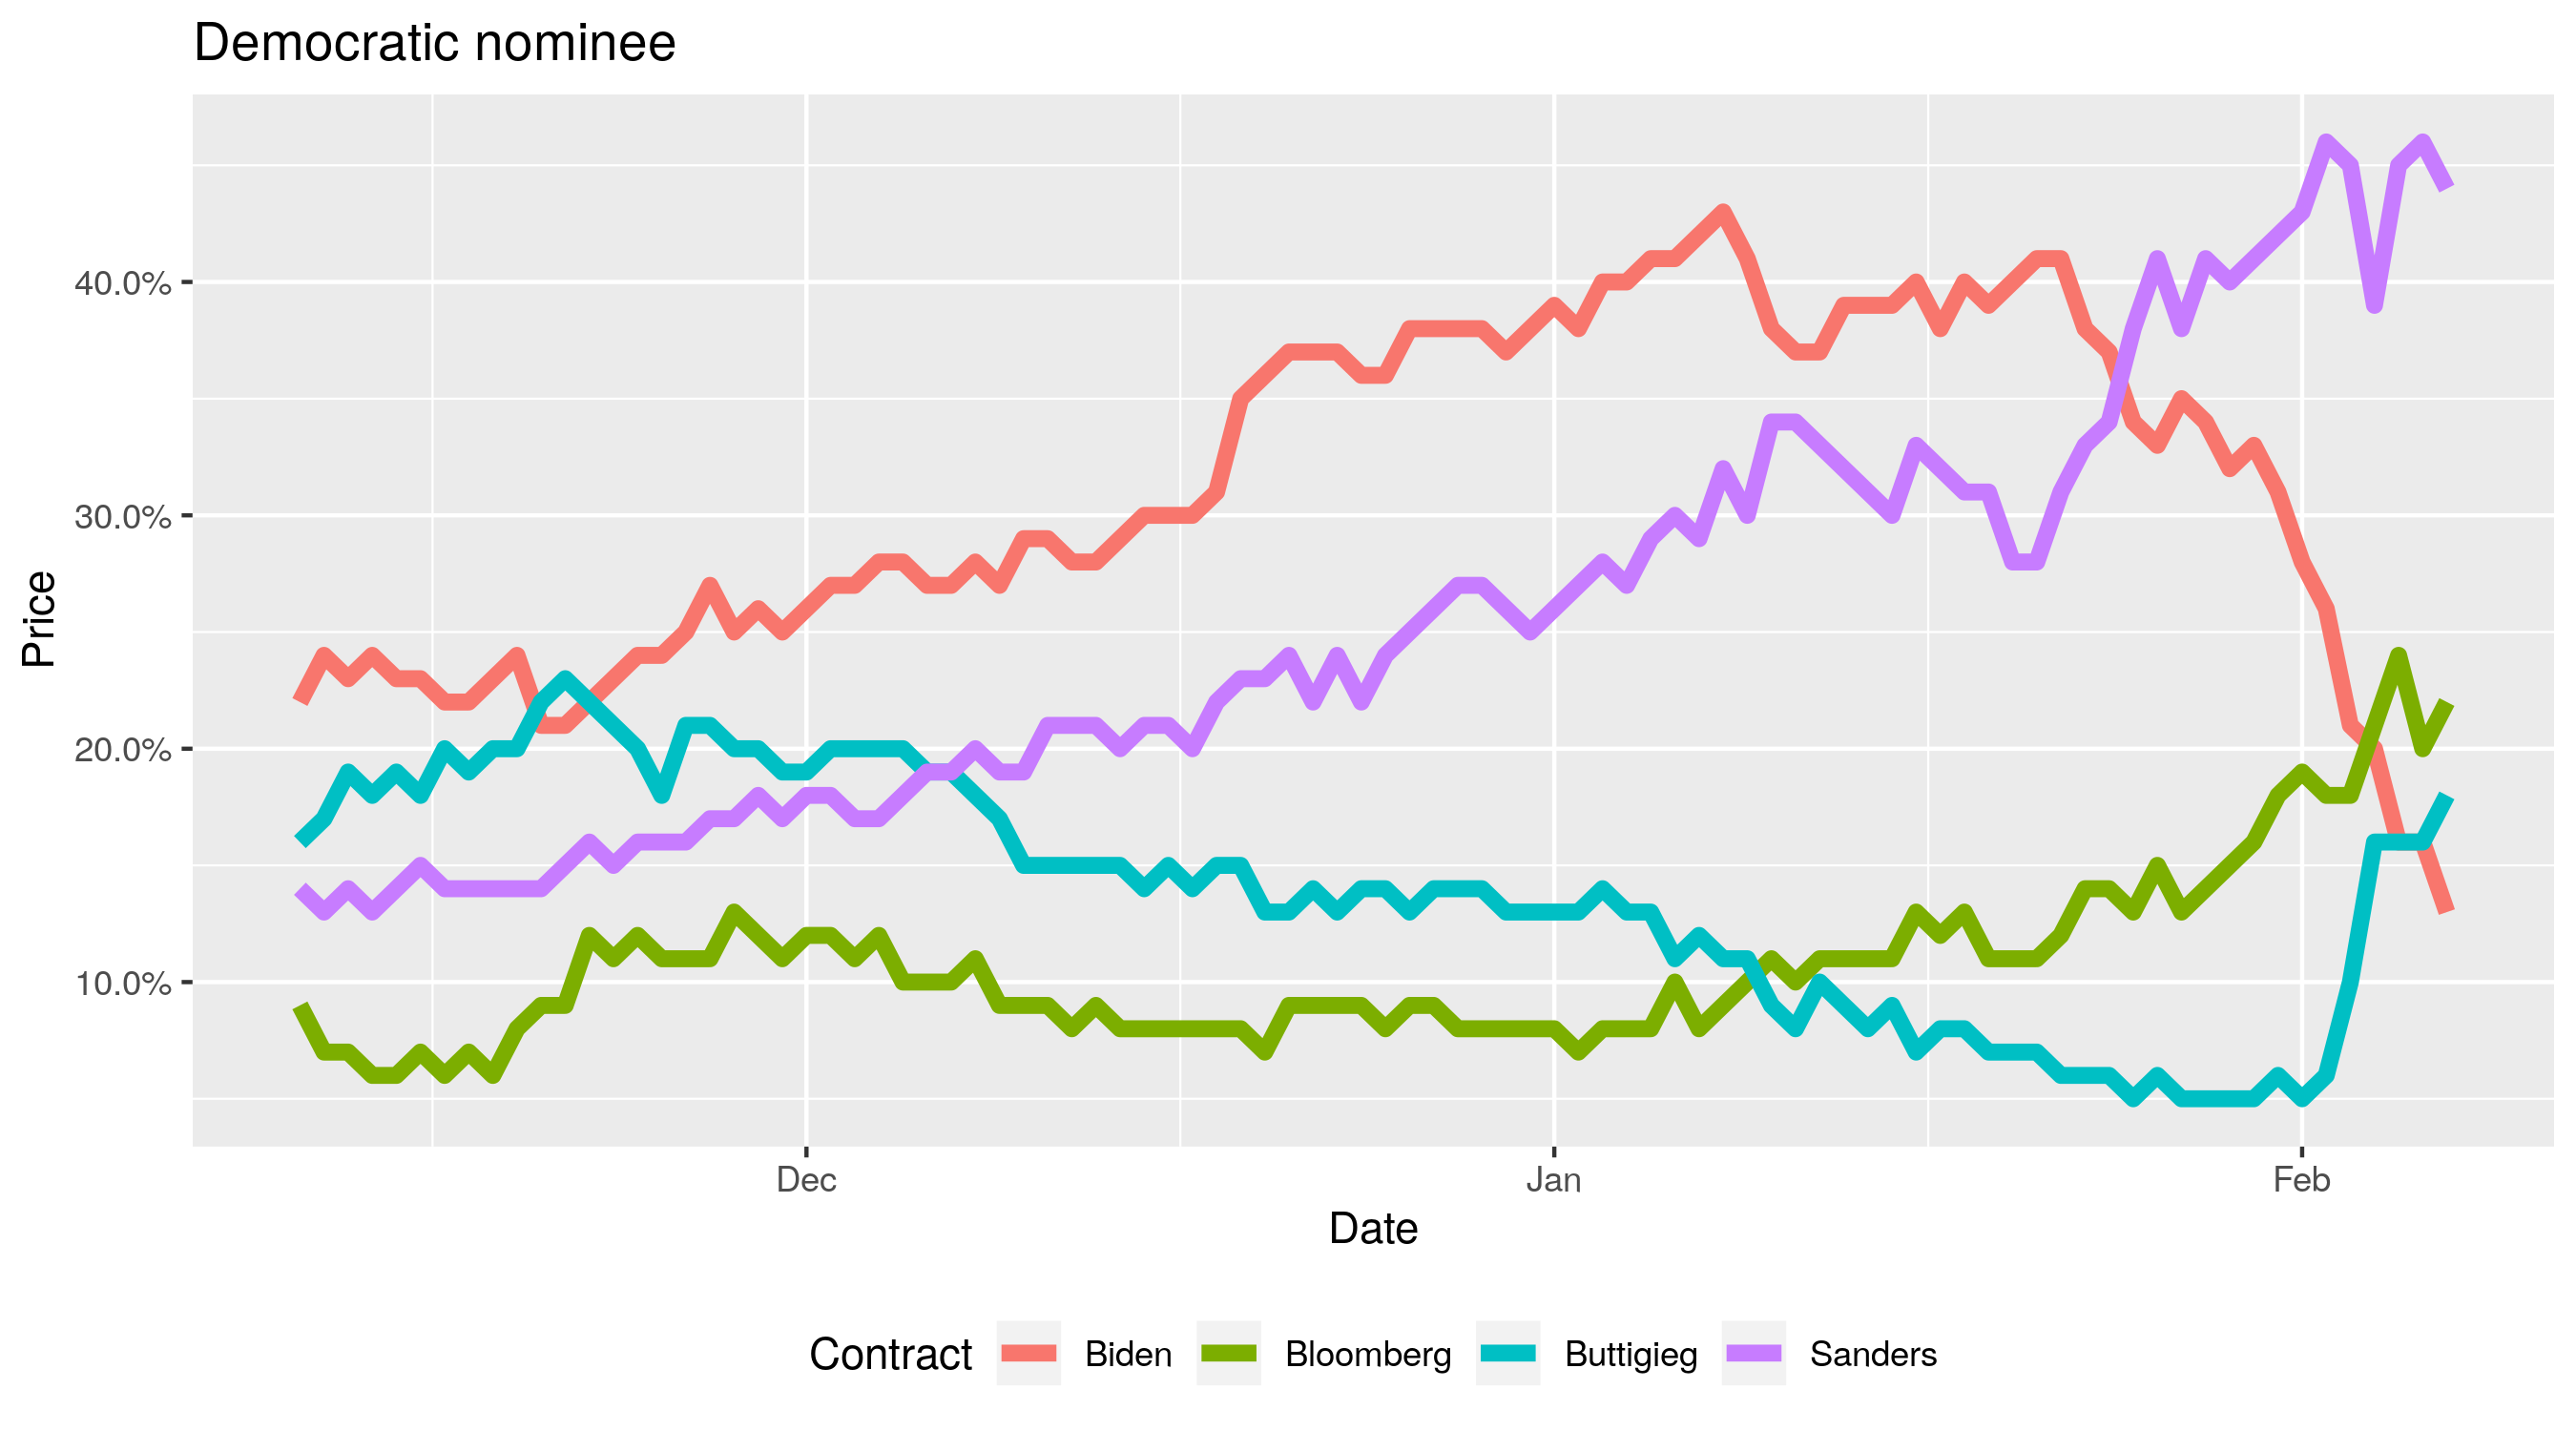 Democratic nominee
Price
40.0%
30.0%
20.0%
10.0%
Dec Jan Feb
Date
Contract Biden Bloomberg Buttigieg Sanders